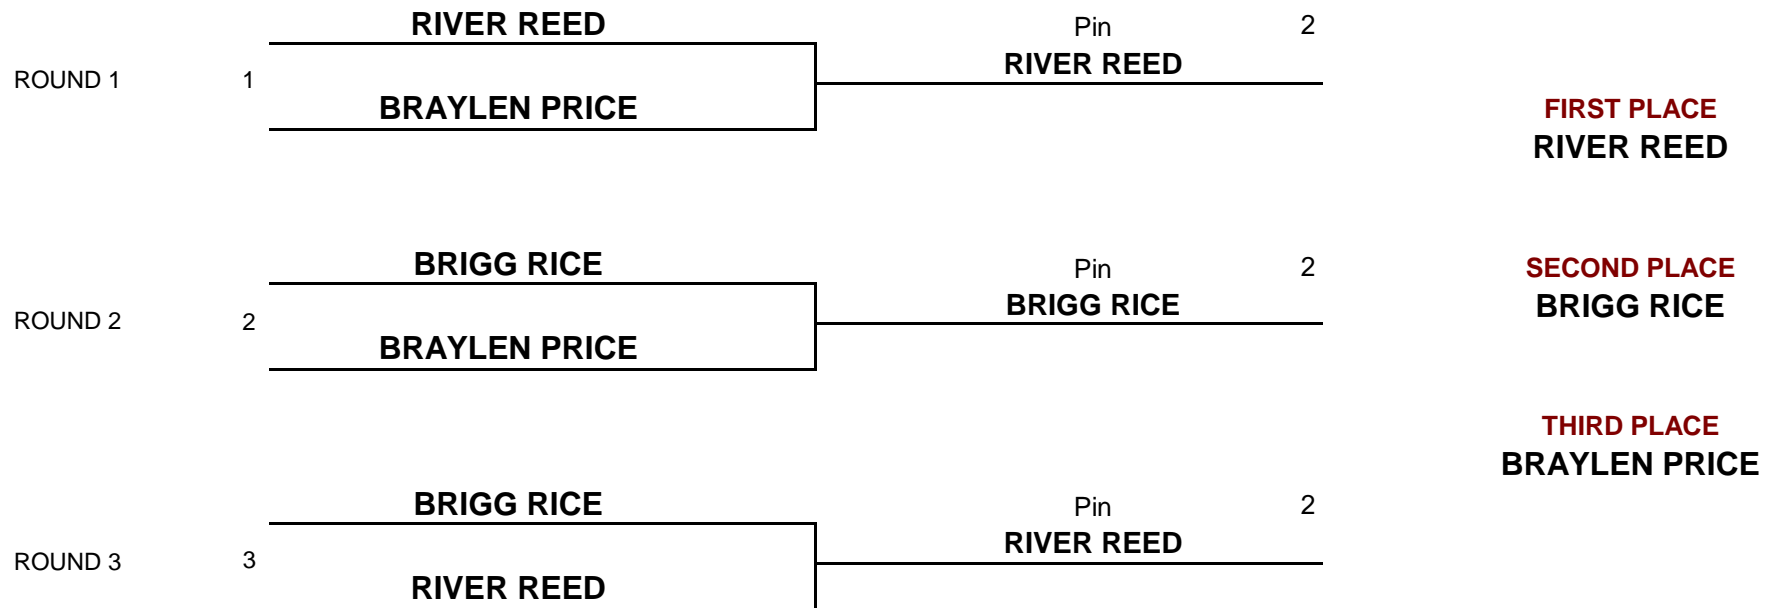 RIVER REED
Pin 2
RIVER REED
ROUND 1 1
BRAYLEN PRICE
FIRST PLACE
RIVER REED
BRIGG RICE
Pin 2
BRIGG RICE
SECOND PLACE
BRIGG RICE
ROUND 2 2
BRAYLEN PRICE
THIRD PLACE
BRAYLEN PRICE
BRIGG RICE
Pin 2
RIVER REED
ROUND 3 3
RIVER REED